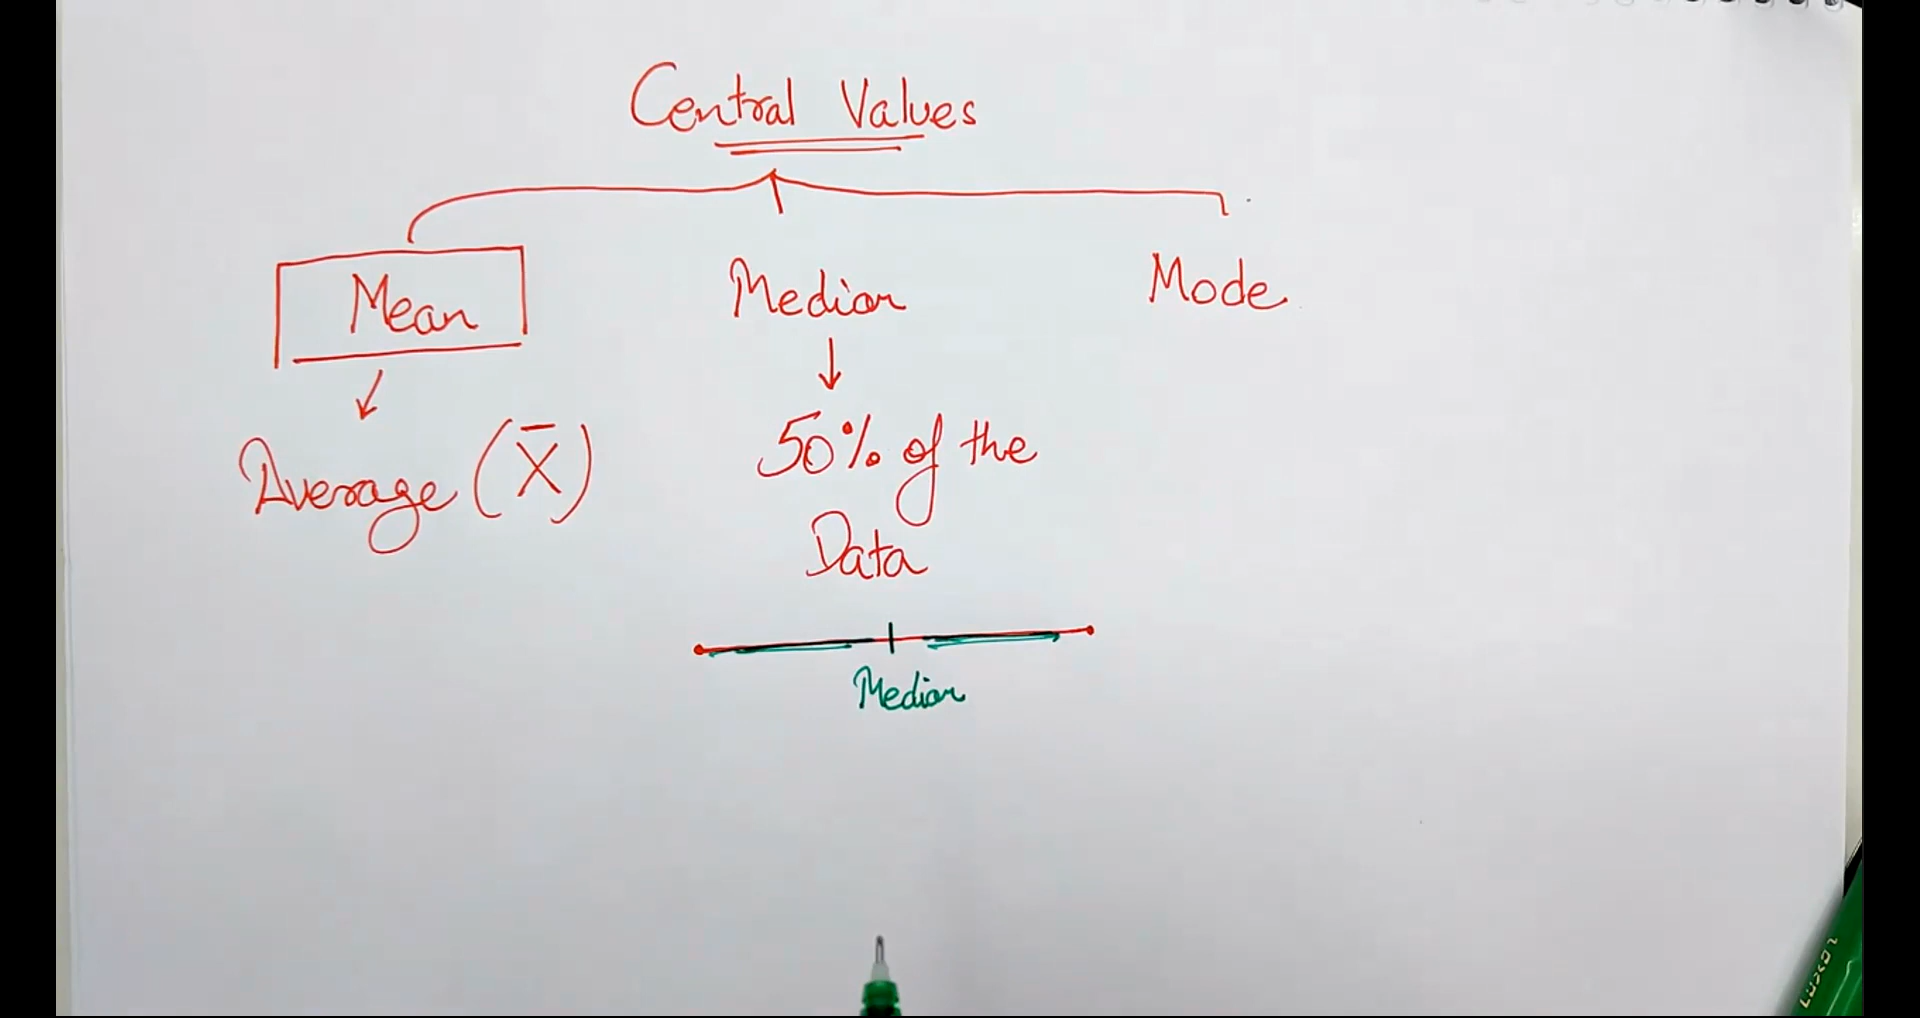 Central Values
Mean
Median
Mode
Average (X̄)
50% of the
Data
Median